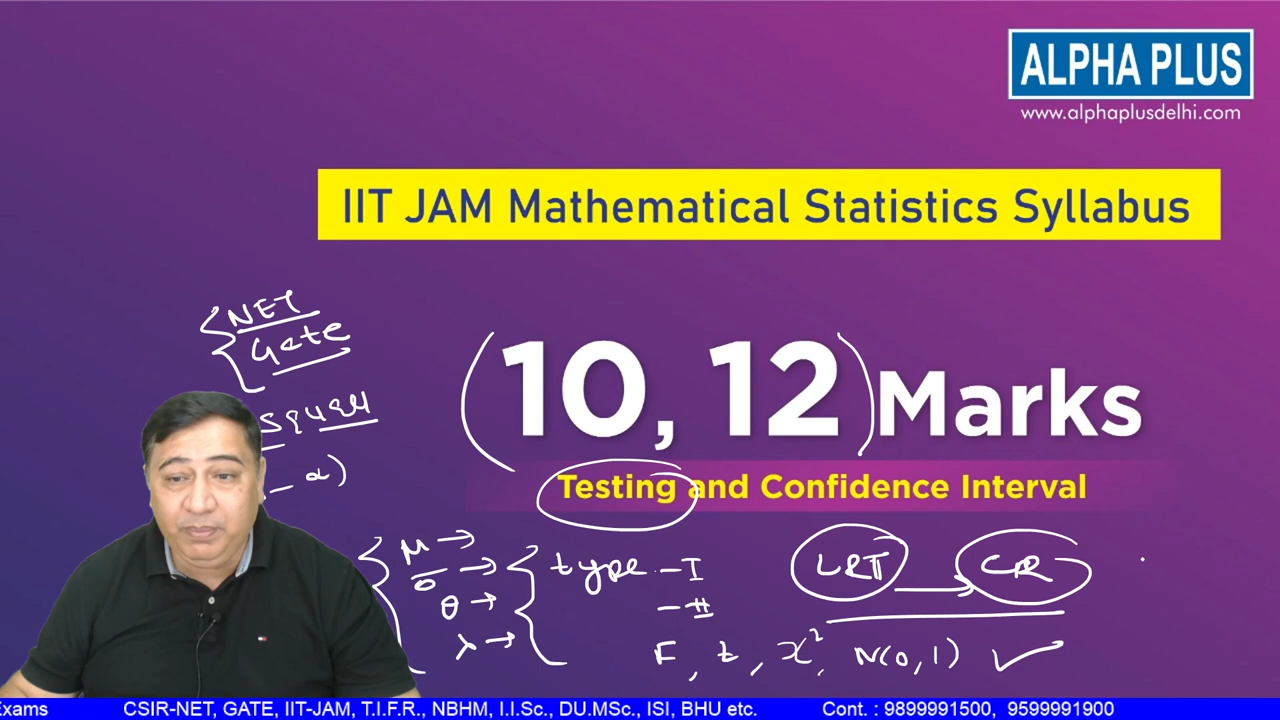 ALPHA PLUS
www.alphaplusdelhi.com
IIT JAM Mathematical Statistics Syllabus
NET
Gate
(10, 12) Marks
- α)
Testing and Confidence Interval
μ → type - I LRT → CR
σ → - II
θ →
λ → F, t, χ², N(0,1) ✓
Exams CSIR-NET, GATE, IIT-JAM, T.I.F.R., NBHM, I.I.Sc., DU.MSc., ISI, BHU etc. Cont. : 9899991500, 9599991900